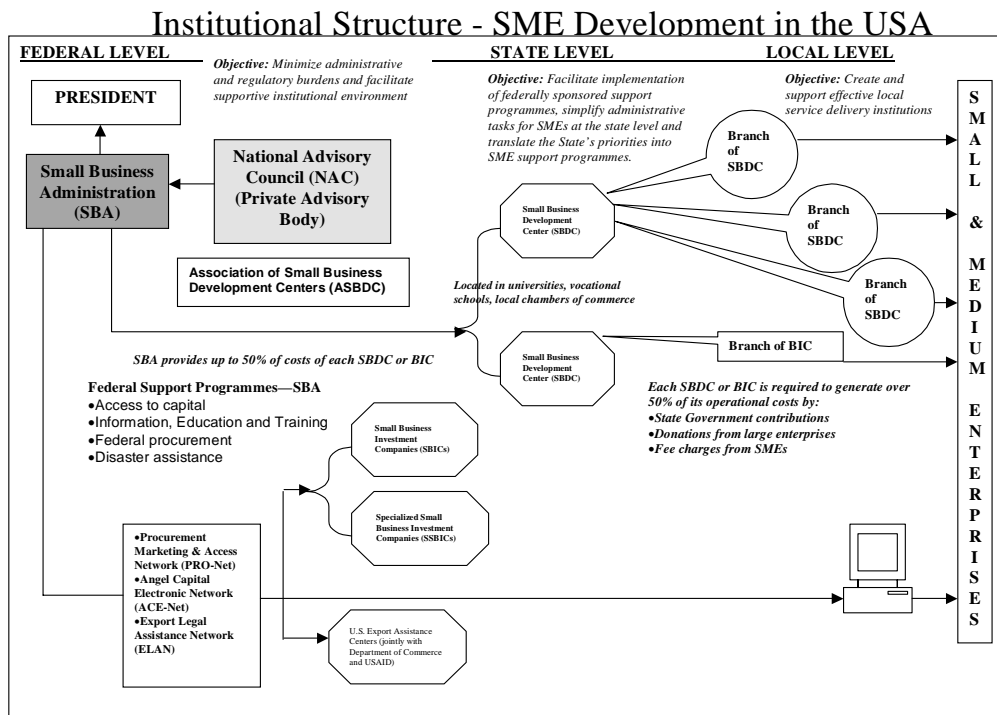 Institutional Structure - SME Development in the USA
FEDERAL LEVEL
STATE LEVEL
LOCAL LEVEL
Objective: Minimize administrative
and regulatory burdens and facilitate
supportive institutional environment
Objective: Facilitate implementation
of federally sponsored support
programmes, simplify administrative
tasks for SMEs at the state level and
translate the State's priorities into
SME support programmes.
Objective: Create and
support effective local
service delivery institutions
PRESIDENT
Small Business
Administration
(SBA)
National Advisory
Council (NAC)
(Private Advisory
Body)
Association of Small Business
Development Centers (ASBDC)
Small Business
Development
Center (SBDC)
Branch
of
SBDC
Branch
of
SBDC
Branch
of
SBDC
Located in universities, vocational
schools, local chambers of commerce
SBA provides up to 50% of costs of each SBDC or BIC
Small Business
Development
Center (SBDC)
Branch of BIC
Federal Support Programmes—SBA
•Access to capital
•Information, Education and Training
•Federal procurement
•Disaster assistance
Each SBDC or BIC is required to generate over
50% of its operational costs by:
•State Government contributions
•Donations from large enterprises
•Fee charges from SMEs
Small Business
Investment
Companies (SBICs)
Specialized Small
Business Investment
Companies (SSBICs)
•Procurement
Marketing & Access
Network (PRO-Net)
•Angel Capital
Electronic Network
(ACE-Net)
•Export Legal
Assistance Network
(ELAN)
U.S. Export Assistance
Centers (jointly with
Department of Commerce
and USAID)
SMALL & MEDIUM ENTERPRISES